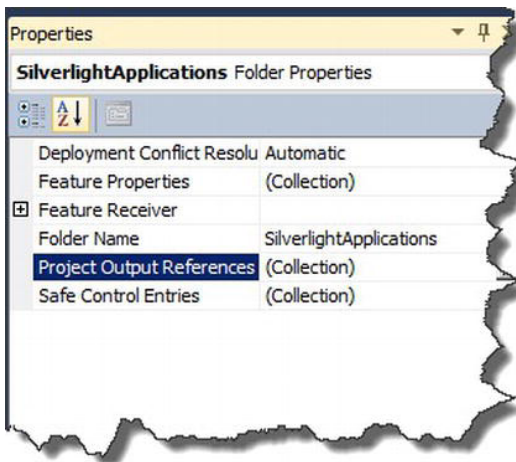 Properties
SilverlightApplications Folder Properties
A
Z
Deployment Conflict Resolu Automatic
Feature Properties (Collection)
Feature Receiver
Folder Name SilverlightApplications
Project Output References (Collection)
Safe Control Entries (Collection)